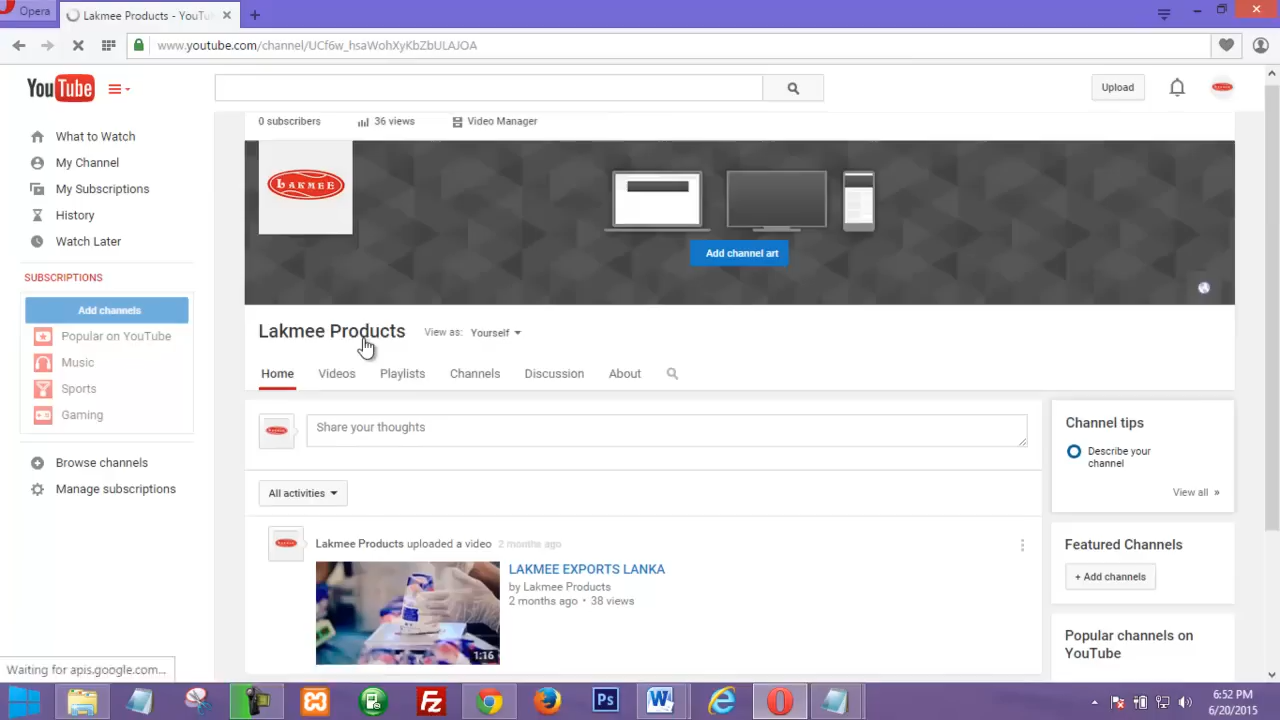 Opera
Lakmee Products - YouTu
www.youtube.com/channel/UCf6w_hsaWohXyKbZbULAJOA
YouTube
Upload
What to Watch
My Channel
My Subscriptions
History
Watch Later
SUBSCRIPTIONS
Add channels
Popular on YouTube
Music
Sports
Gaming
Browse channels
Manage subscriptions
0 subscribers 36 views Video Manager
LAKMEE
Add channel art
Lakmee Products View as: Yourself
Home Videos Playlists Channels Discussion About
Share your thoughts
All activities
Lakmee Products uploaded a video 2 months ago
LAKMEE EXPORTS LANKA
by Lakmee Products
2 months ago • 38 views
1:16
Channel tips
Describe your
channel
View all »
Featured Channels
+ Add channels
Popular channels on
YouTube
Waiting for apis.google.com...
Fz
Ps
W
6:52 PM
6/20/2015